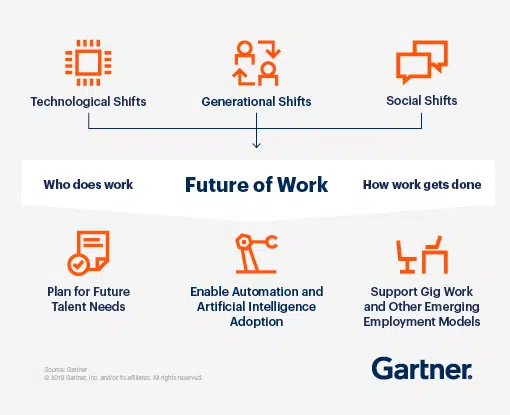 Technological Shifts
Generational Shifts
Social Shifts
Who does work
Future of Work
How work gets done
Plan for Future
Talent Needs
Enable Automation and
Artificial Intelligence
Adoption
Support Gig Work
and Other Emerging
Employment Models
Source: Gartner
© 2019 Gartner, Inc. and/or its affiliates. All rights reserved.
Gartner.